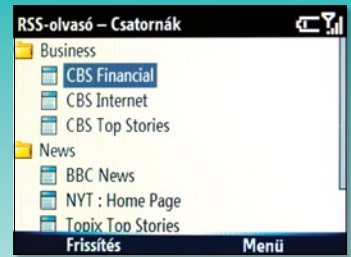 RSS-olvasó – Csatornák
Business
CBS Financial
CBS Internet
CBS Top Stories
News
BBC News
NYT : Home Page
Topix Top Stories
Frissítés Menü